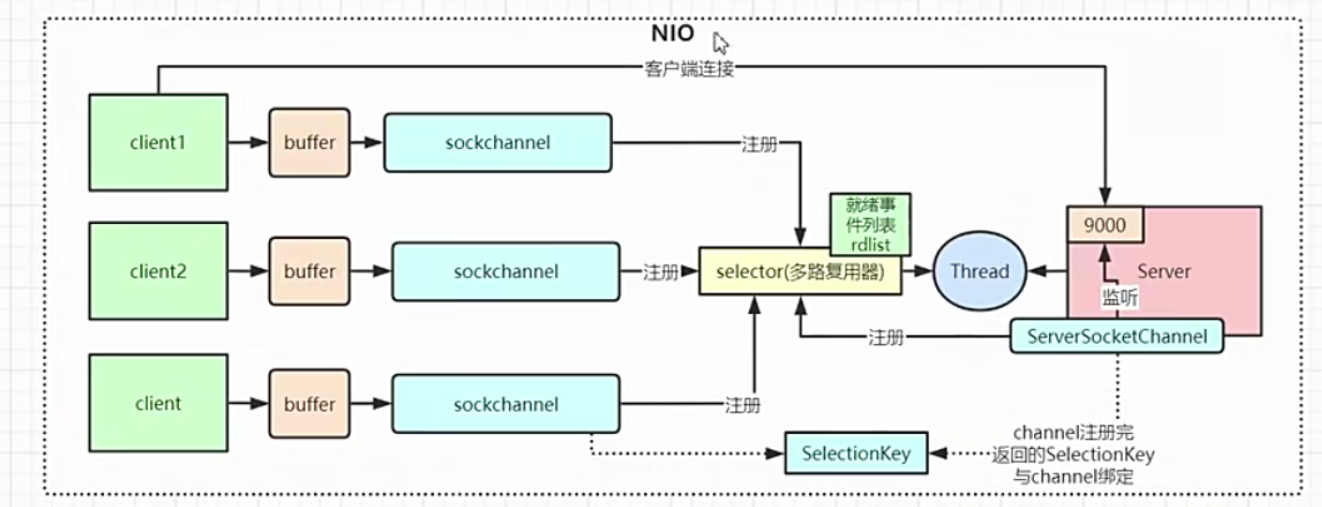 NIO
客户端连接
client1
buffer
sockchannel
注册
就绪事
件列表
rdlist
9000
client2
buffer
sockchannel
注册
selector(多路复用器)
Thread
Server
监听
注册
ServerSocketChannel
client
buffer
sockchannel
注册
channel注册完
返回的SelectionKey
与channel绑定
SelectionKey